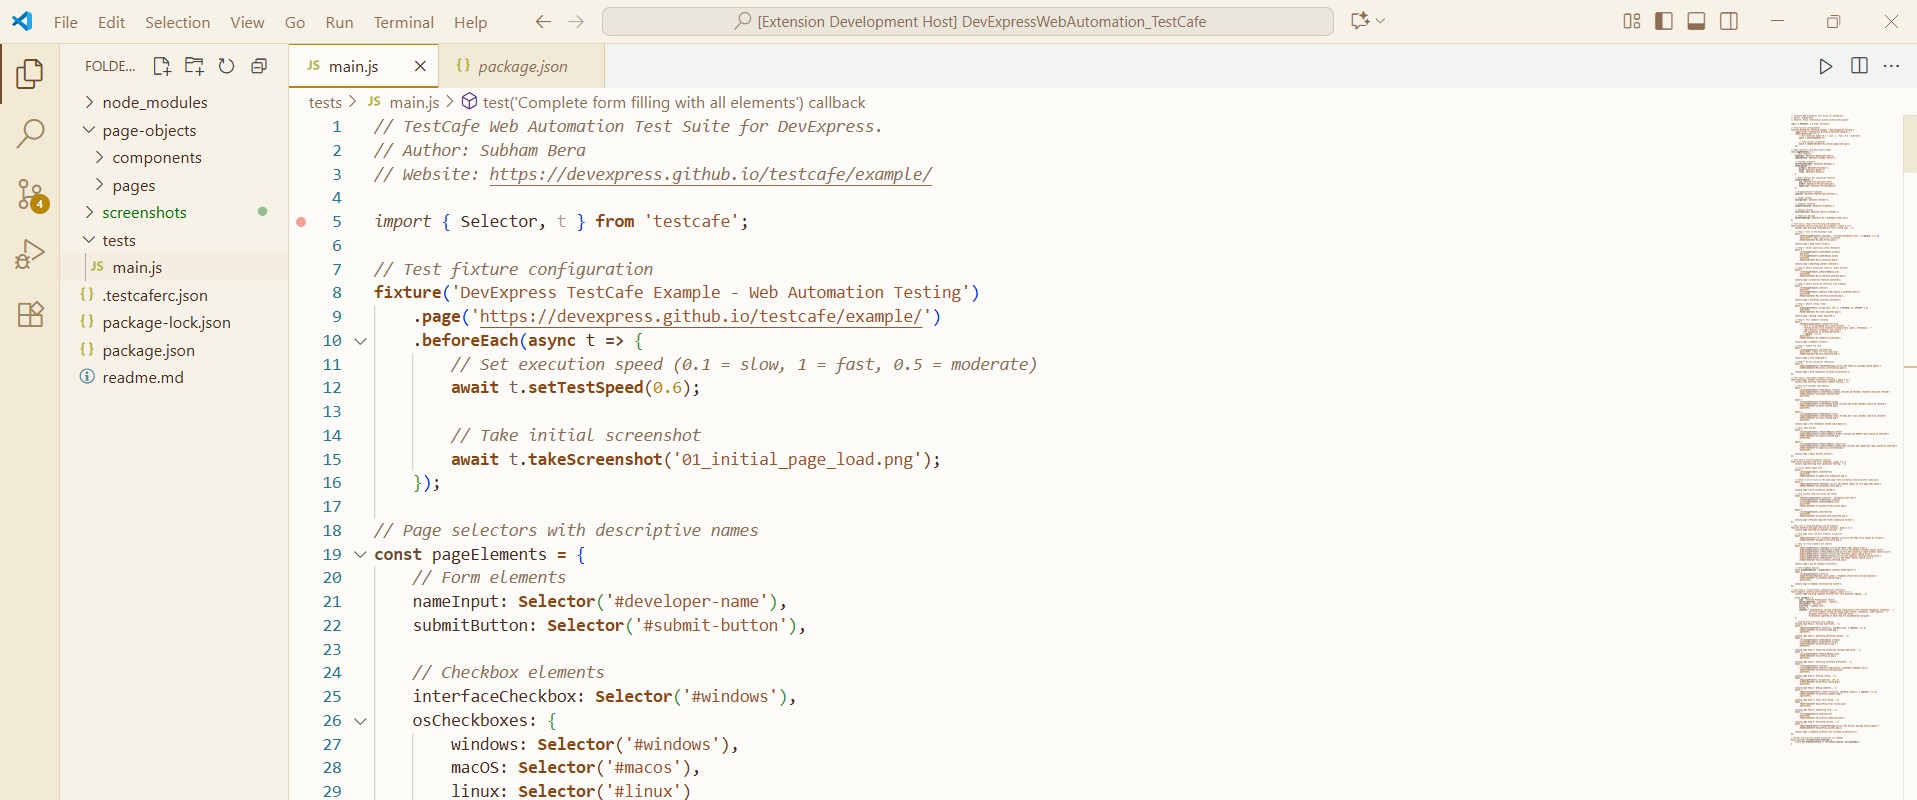 File Edit Selection View Go Run Terminal Help
[Extension Development Host] DevExpressWebAutomation_TestCafe
FOLDE...
node_modules
page-objects
components
pages
screenshots
tests
JS main.js
{} .testcaferc.json
{} package-lock.json
{} package.json
readme.md
4
JS main.js
{} package.json
tests > JS main.js > test('Complete form filling with all elements') callback
1 // TestCafe Web Automation Test Suite for DevExpress.
2 // Author: Subham Bera
3 // Website: https://devexpress.github.io/testcafe/example/
4
5 import { Selector, t } from 'testcafe';
6
7 // Test fixture configuration
8 fixture('DevExpress TestCafe Example - Web Automation Testing')
9 .page('https://devexpress.github.io/testcafe/example/')
10 .beforeEach(async t => {
11 // Set execution speed (0.1 = slow, 1 = fast, 0.5 = moderate)
12 await t.setTestSpeed(0.6);
13
14 // Take initial screenshot
15 await t.takeScreenshot('01_initial_page_load.png');
16 });
17
18 // Page selectors with descriptive names
19 const pageElements = {
20 // Form elements
21 nameInput: Selector('#developer-name'),
22 submitButton: Selector('#submit-button'),
23
24 // Checkbox elements
25 interfaceCheckbox: Selector('#windows'),
26 osCheckboxes: {
27 windows: Selector('#windows'),
28 macOS: Selector('#macos'),
29 linux: Selector('#linux')